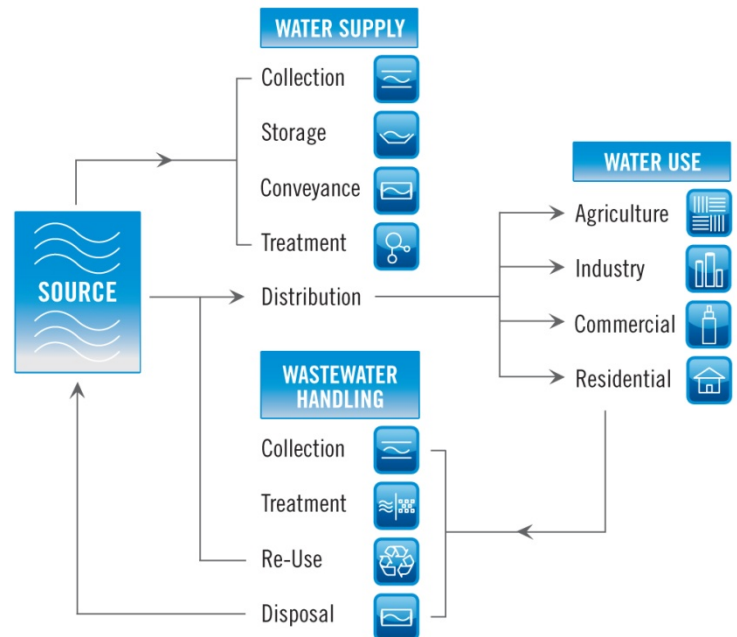 WATER SUPPLY
Collection
Storage
Conveyance
Treatment
Distribution
SOURCE
WATER USE
Agriculture
Industry
Commercial
Residential
WASTEWATER
HANDLING
Collection
Treatment
Re-Use
Disposal